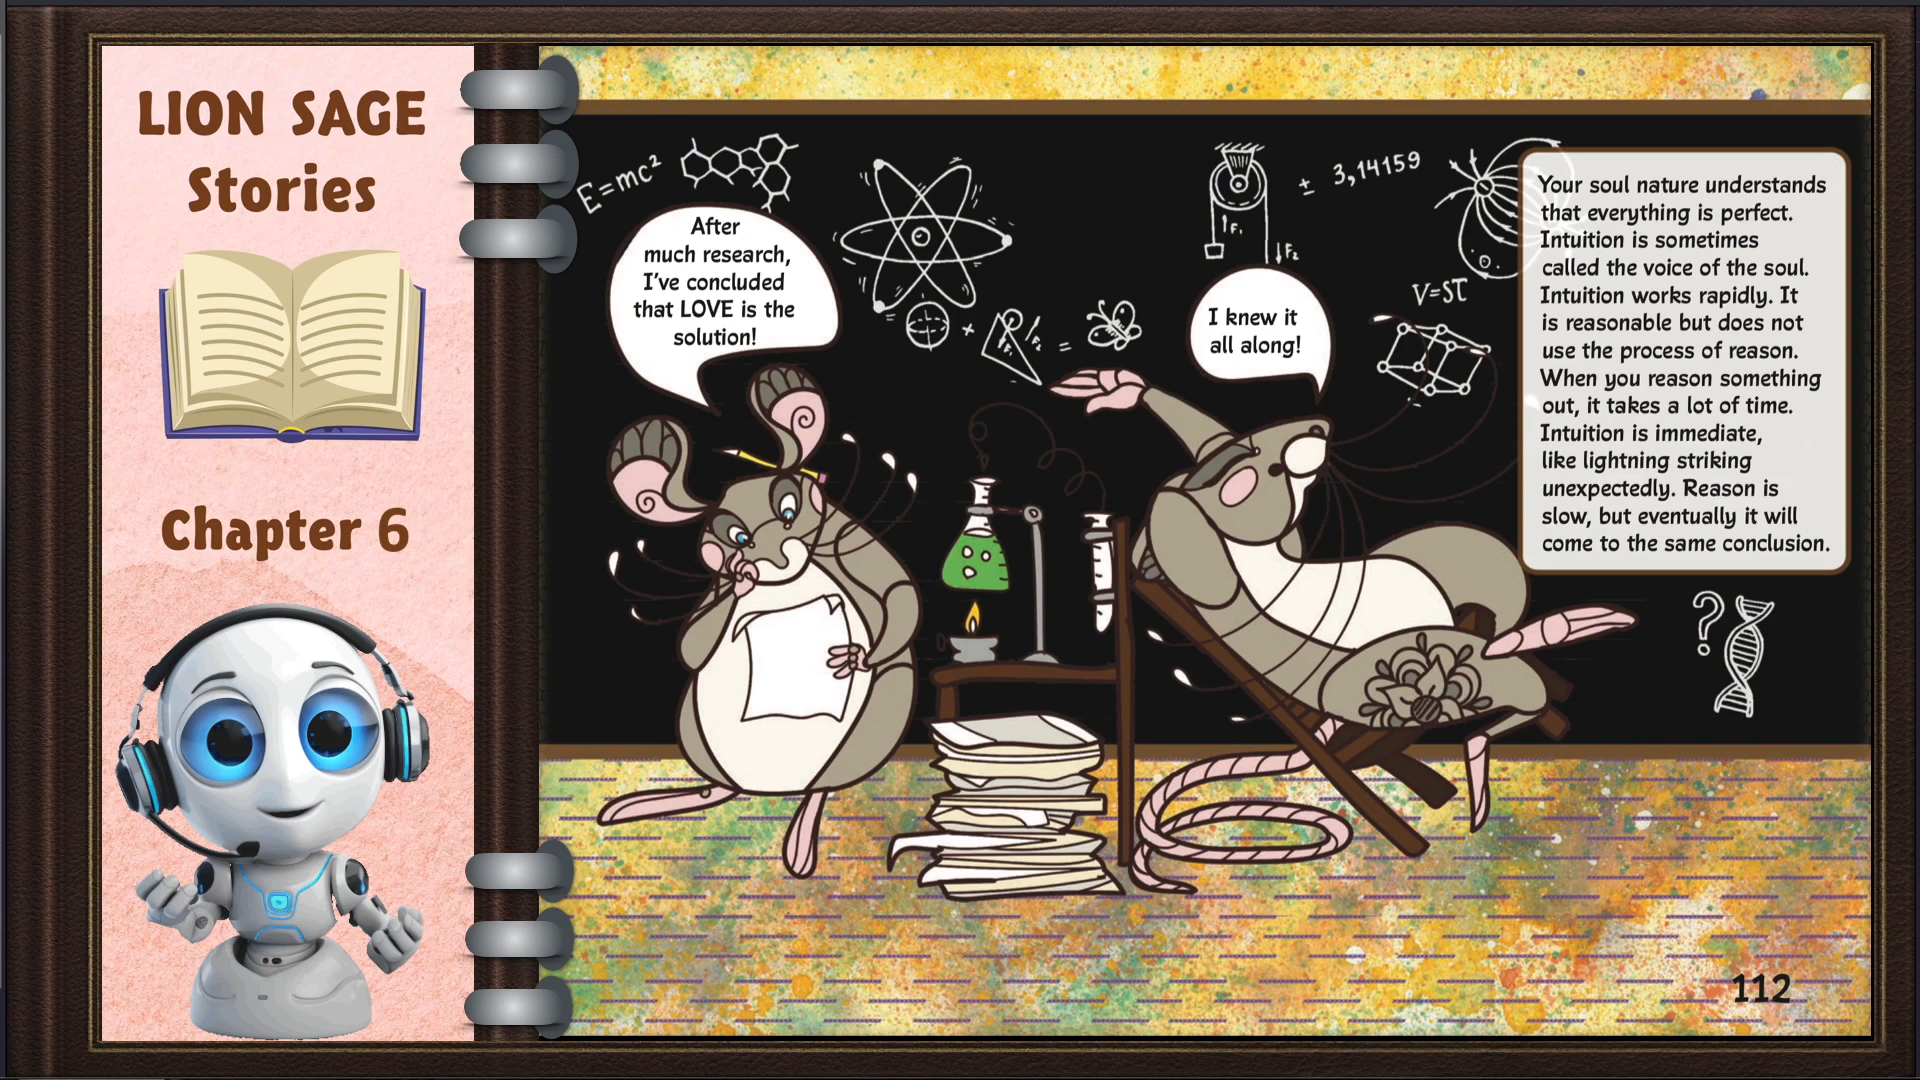 LION SAGE
Stories
Chapter 6
E=mc²
± 3,14159
F₁
F₂
V=SπC
After
much research,
I've concluded
that LOVE is the
solution!
I knew it
all along!
Your soul nature understands
that everything is perfect.
Intuition is sometimes
called the voice of the soul.
Intuition works rapidly. It
is reasonable but does not
use the process of reason.
When you reason something
out, it takes a lot of time.
Intuition is immediate,
like lightning striking
unexpectedly. Reason is
slow, but eventually it will
come to the same conclusion.
+
=
?
112